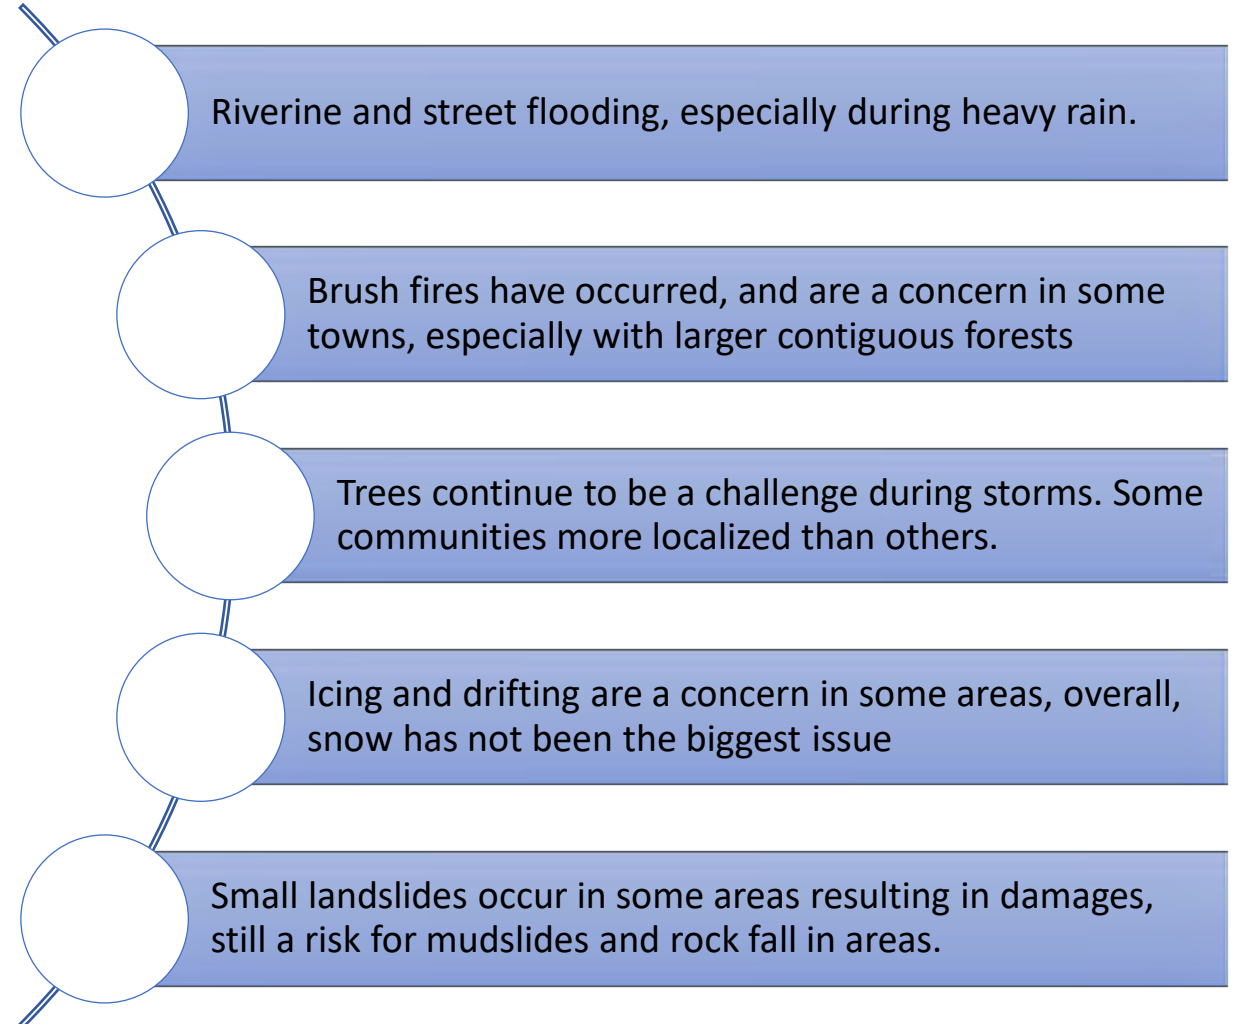 Riverine and street flooding, especially during heavy rain.
Brush fires have occurred, and are a concern in some
towns, especially with larger contiguous forests
Trees continue to be a challenge during storms. Some
communities more localized than others.
Icing and drifting are a concern in some areas, overall,
snow has not been the biggest issue
Small landslides occur in some areas resulting in damages,
still a risk for mudslides and rock fall in areas.